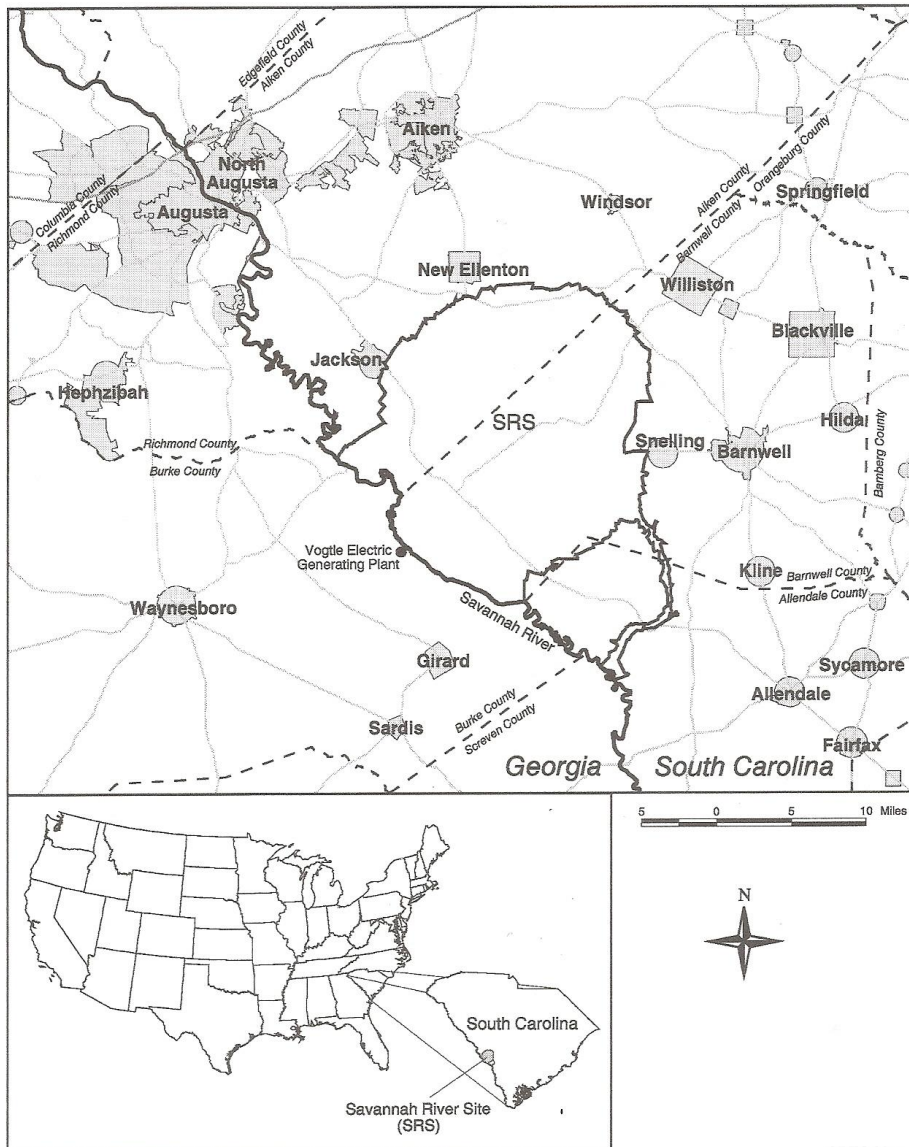 Edgefield County
Aiken County
Aiken
North
Augusta
Augusta
Columbia County
Richmond County
Windsor
Aiken County
Orangeburg County
Barnwell County
Springfield
New Ellenton
Williston
Blackville
Jackson
Hephzibah
SRS
Hilda
Snelling
Barnwell
Bamberg County
Richmond County
Burke County
Vogtle Electric
Generating Plant
Kline
Barnwell County
Allendale County
Waynesboro
Savannah River
Girard
Sycamore
Allendale
Sardis
Burke County
Screven County
Fairfax
Georgia
South Carolina
5 0 5 10 Miles
N
South Carolina
Savannah River Site
(SRS)